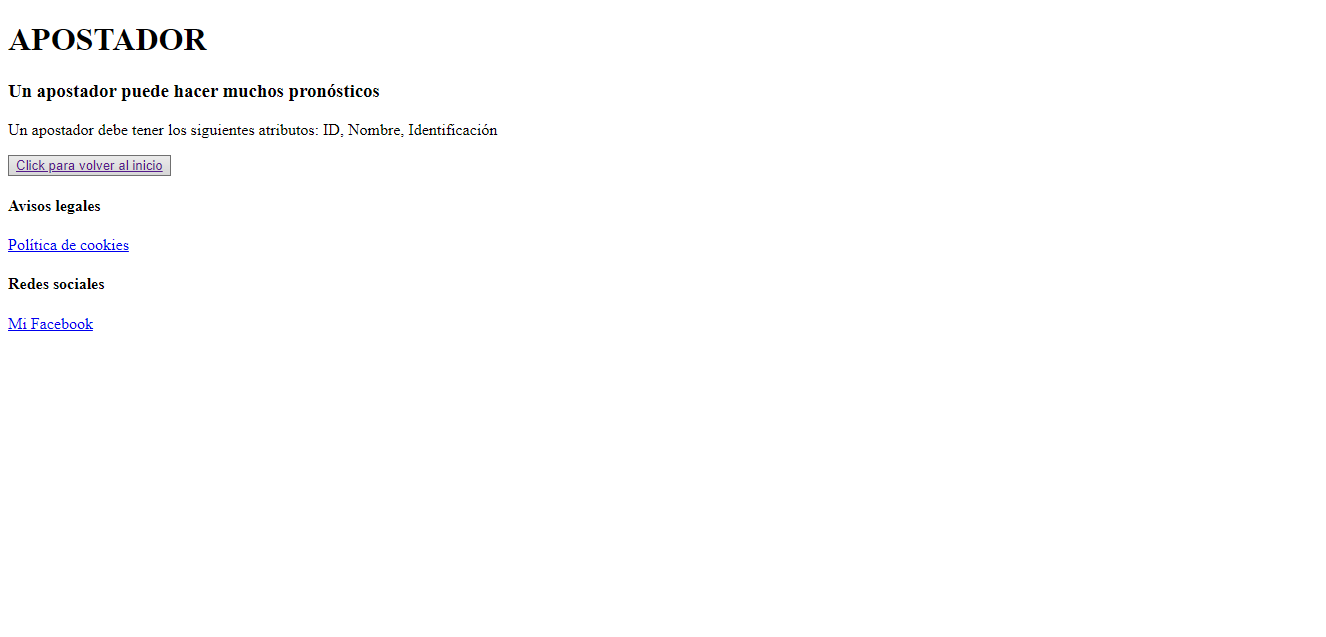 APOSTADOR
Un apostador puede hacer muchos pronósticos
Un apostador debe tener los siguientes atributos: ID, Nombre, Identificación
Click para volver al inicio
Avisos legales
Política de cookies
Redes sociales
Mi Facebook